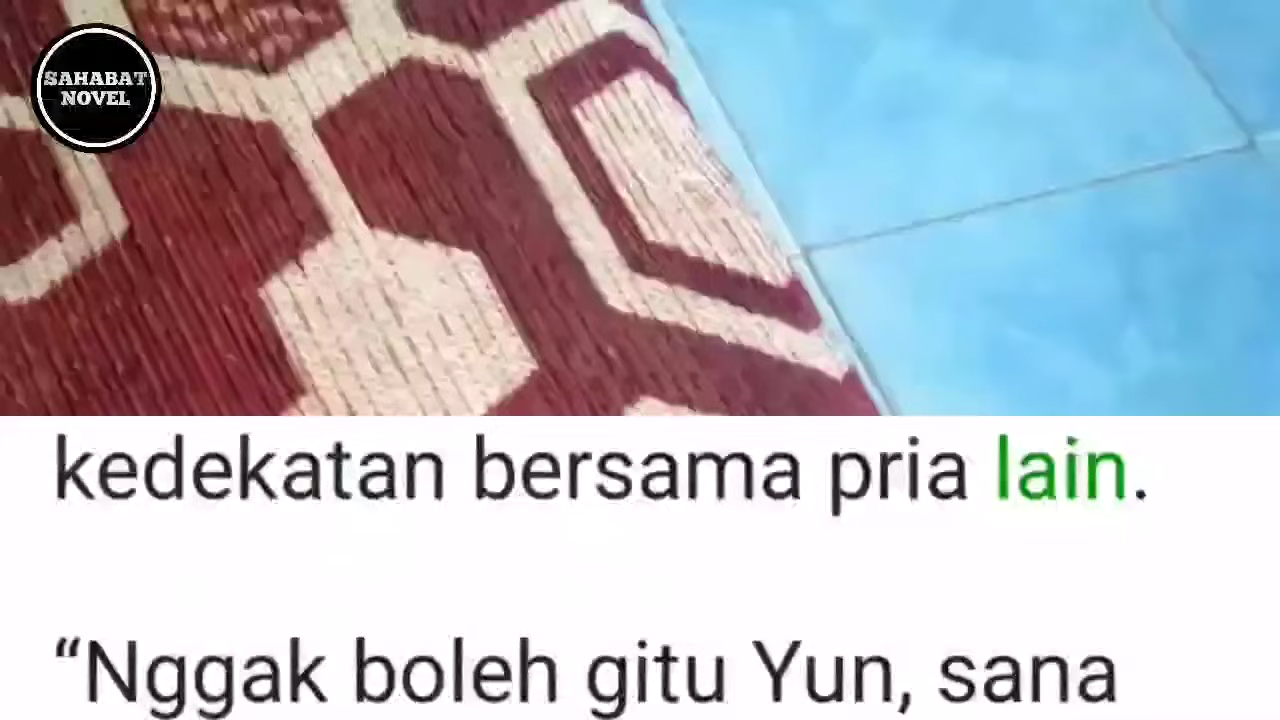 SAHABAT
NOVEL
kedekatan bersama pria lain.
“Nggak boleh gitu Yun, sana